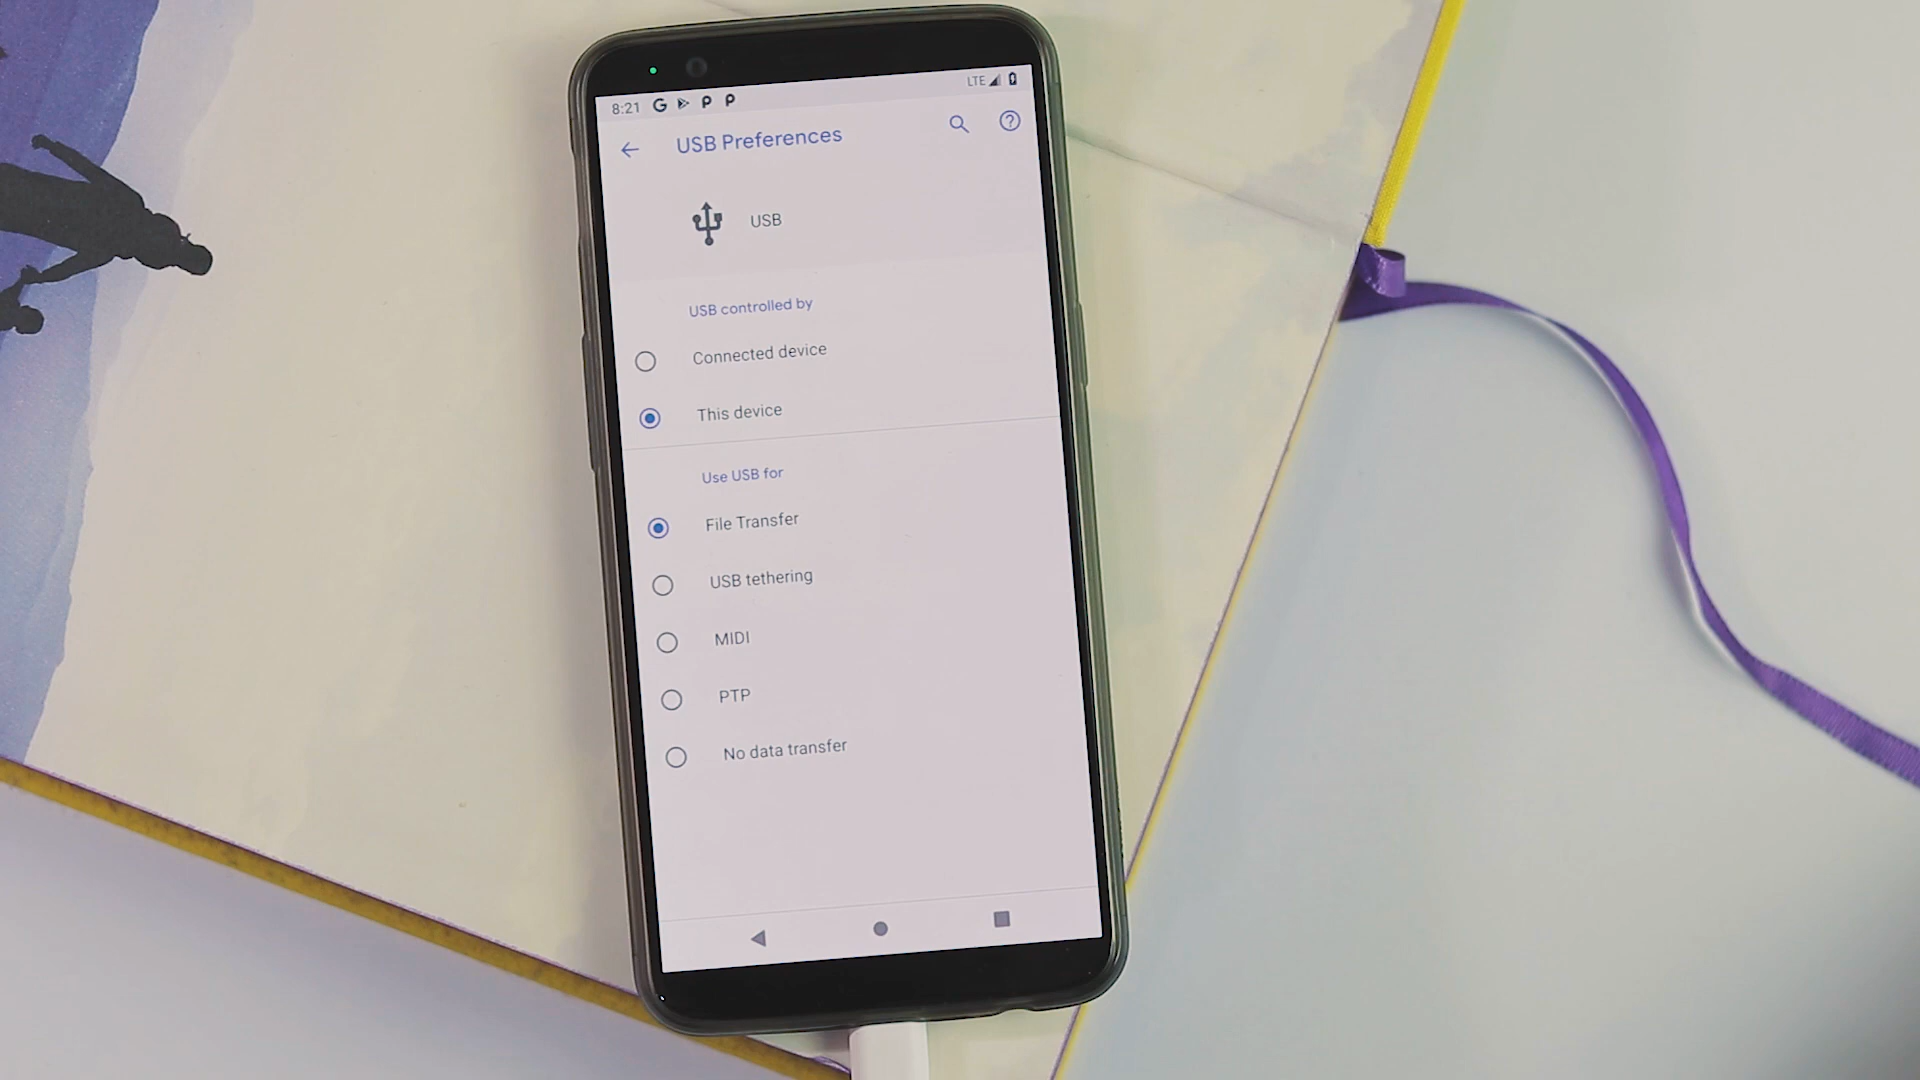 8:21 G P P LTE
USB Preferences
USB
USB controlled by
Connected device
This device
Use USB for
File Transfer
USB tethering
MIDI
PTP
No data transfer